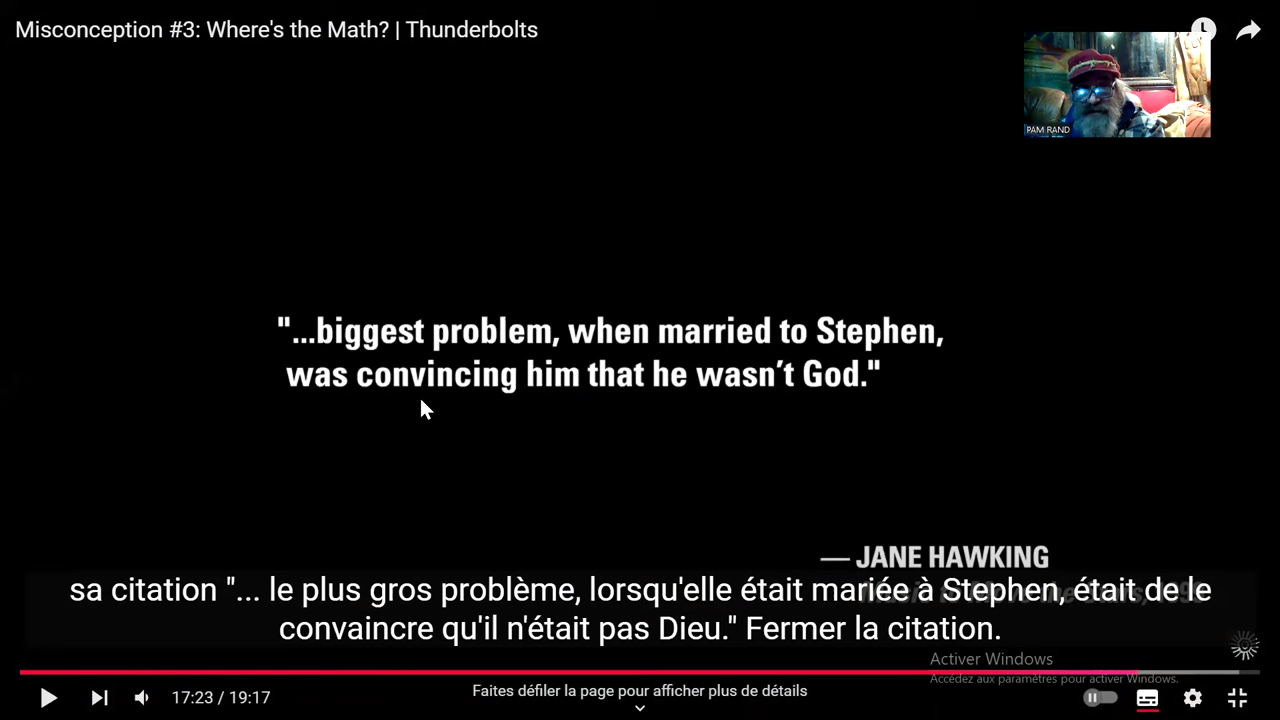 Misconception #3: Where's the Math? | Thunderbolts
PAM RAND
"...biggest problem, when married to Stephen,
was convincing him that he wasn't God."
— JANE HAWKING
sa citation "... le plus gros problème, lorsqu'elle était mariée à Stephen, était de le
convaincre qu'il n'était pas Dieu." Fermer la citation.
Activer Windows
Accédez aux paramètres pour activer Windows.
17:23 / 19:17
Faites défiler la page pour afficher plus de détails